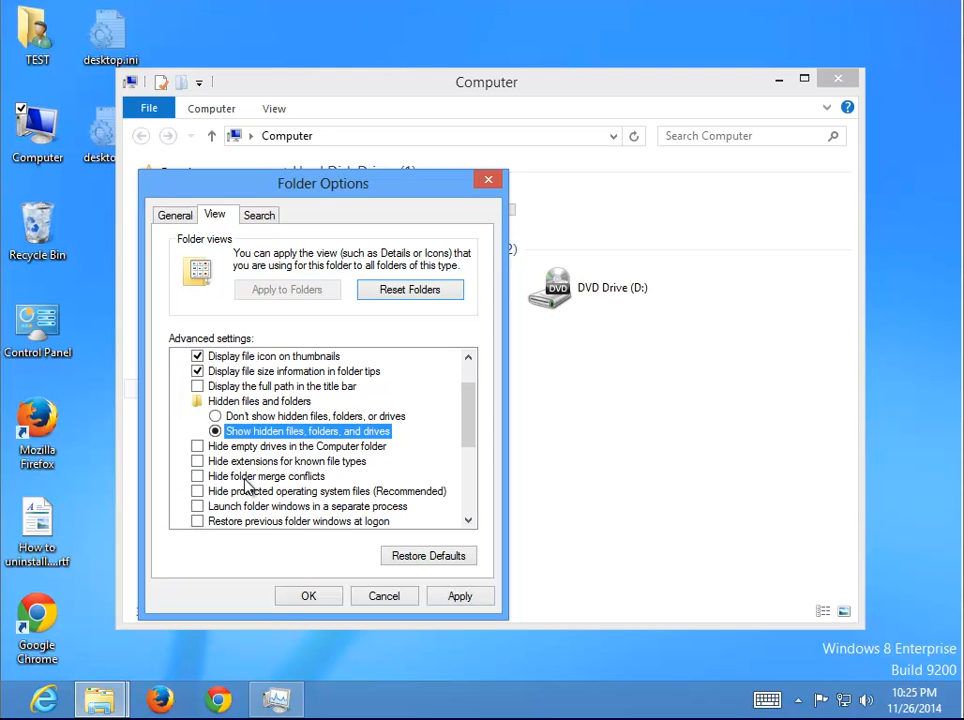 TEST
desktop.ini
Computer
deskto
Recycle Bin
Control Panel
Mozilla
Firefox
How to
uninstall....rtf
Google
Chrome
Computer
File
Computer
View
Computer
Search Computer
DVD
DVD Drive (D:)
Folder Options
General
View
Search
Folder views
You can apply the view (such as Details or Icons) that
you are using for this folder to all folders of this type.
Apply to Folders
Reset Folders
Advanced settings:
Display file icon on thumbnails
Display file size information in folder tips
Display the full path in the title bar
Hidden files and folders
Don't show hidden files, folders, or drives
Show hidden files, folders, and drives
Hide empty drives in the Computer folder
Hide extensions for known file types
Hide folder merge conflicts
Hide protected operating system files (Recommended)
Launch folder windows in a separate process
Restore previous folder windows at logon
Restore Defaults
OK
Cancel
Apply
Windows 8 Enterprise
Build 9200
10:25 PM
11/26/2014